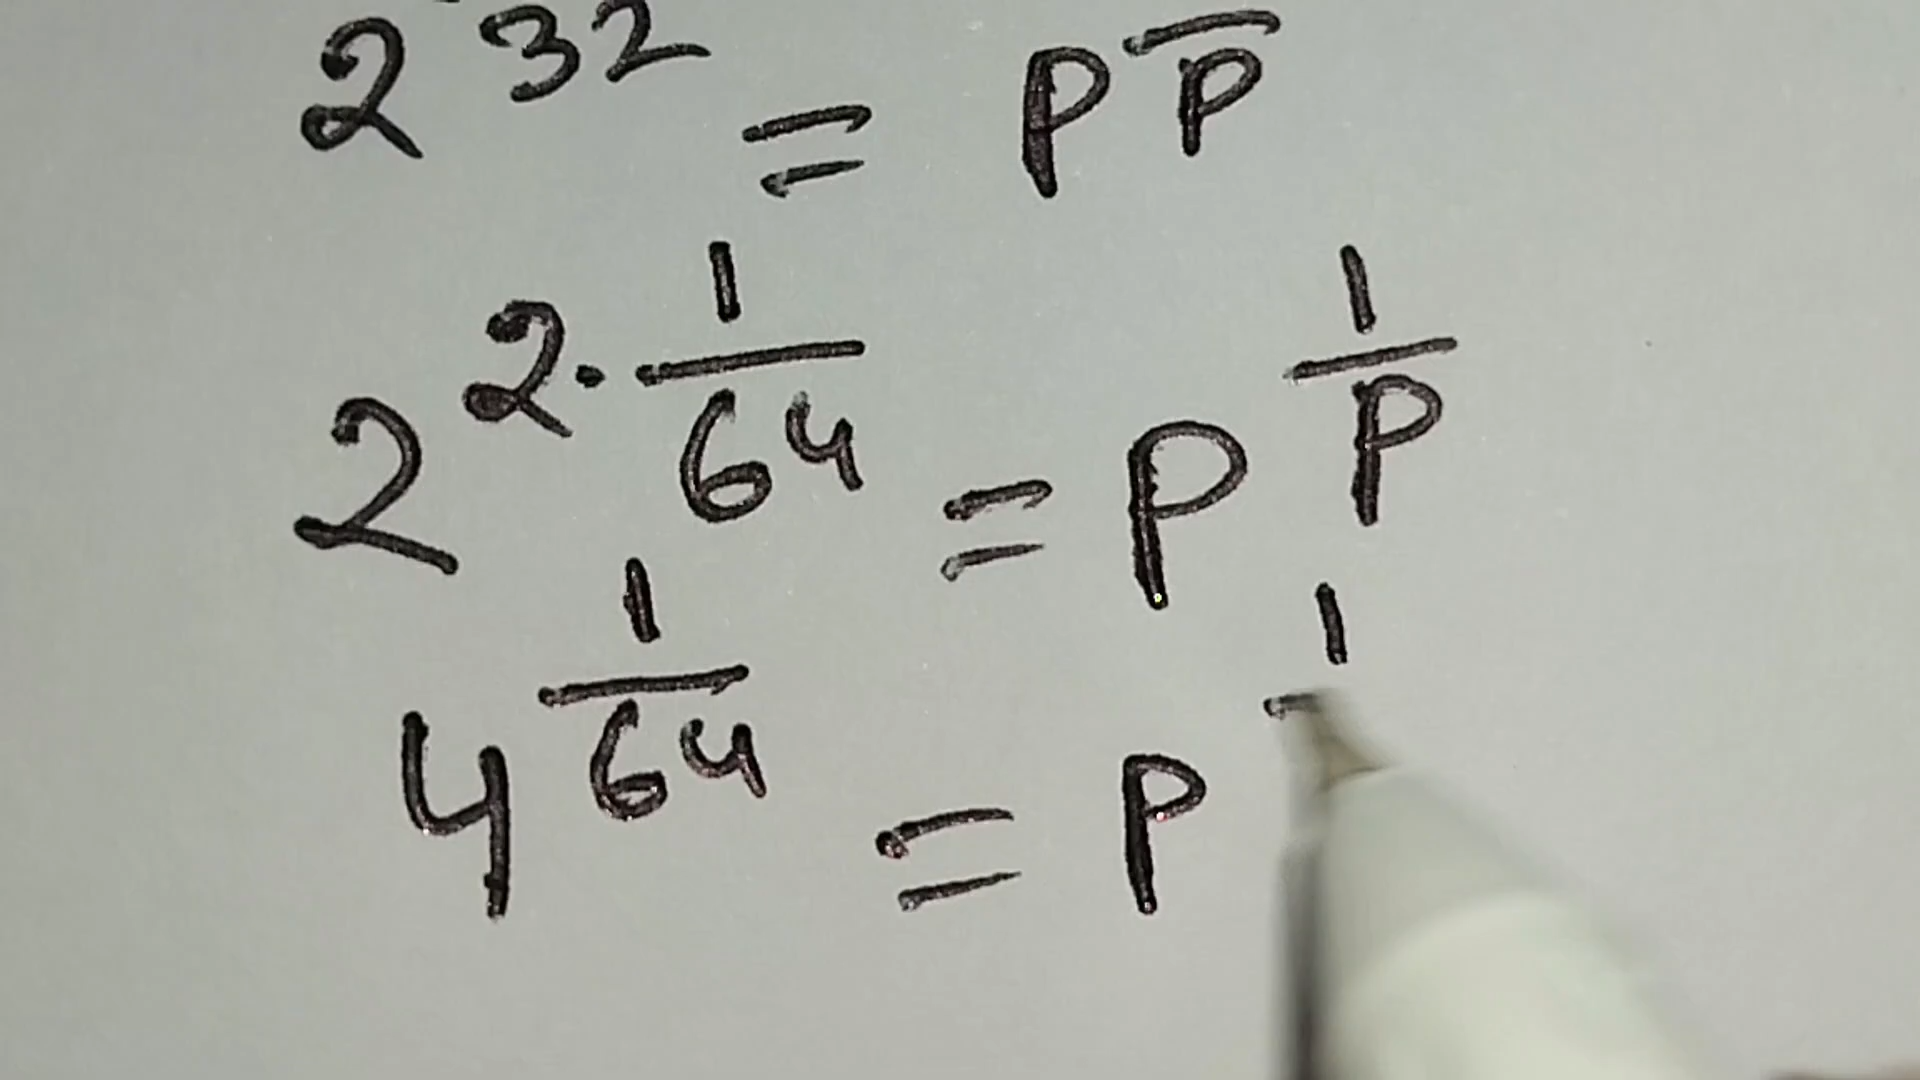 2^32 = P^—/P
2^2·1/64 = P^1/P
4^1/64 = P^1/